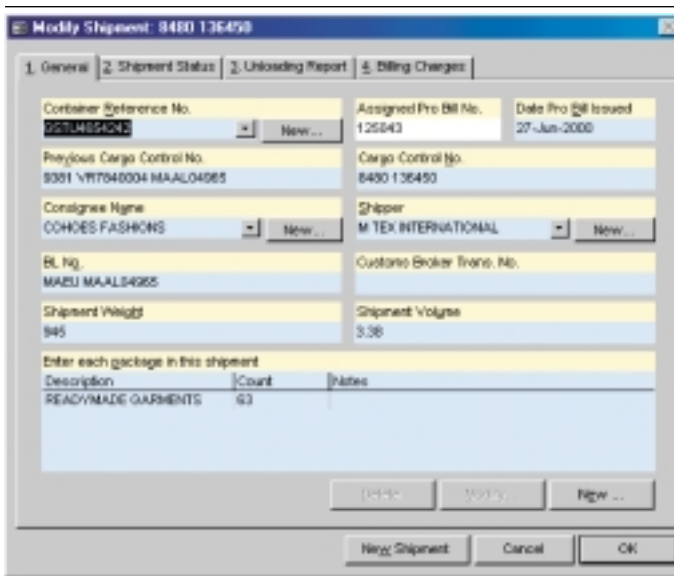 Modify Shipment: 8480 136450
1. General 2. Shipment Status 3. Unloading Report 4. Billing Charges
Container Reference No. Assigned Pro Bill No. Date Pro Bill Issued
GSTU4854243 New... 125843 27-Jun-2000
Previous Cargo Control No. Cargo Control No.
9381 VR7840004 MAAL04965 8480 136450
Consignee Name Shipper
COHOES FASHIONS New... M TEX INTERNATIONAL New...
BL No. Customs Broker Trans. No.
MAEU MAAL04965
Shipment Weight Shipment Volume
945 3.38
Enter each package in this shipment
Description Count Notes
READYMADE GARMENTS 63
Delete Modify... New ...
New Shipment Cancel OK